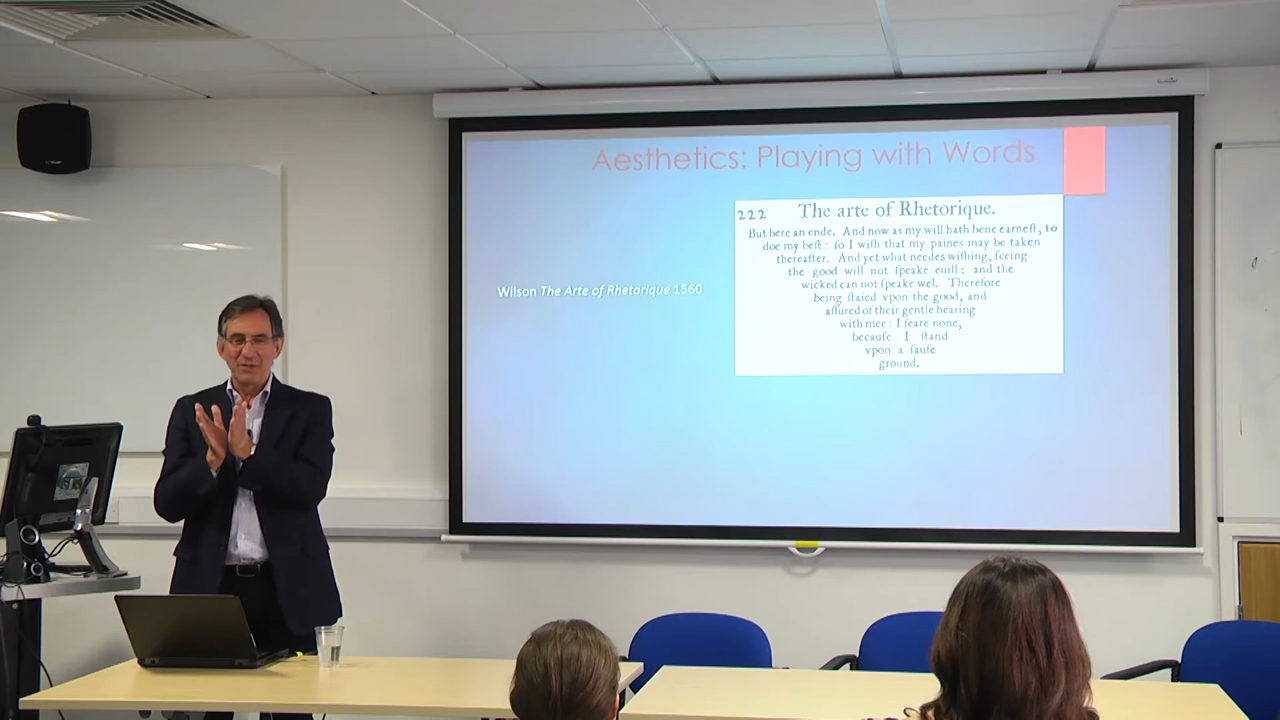 Aesthetics: Playing with Words
Wilson The Arte of Rhetorique 1560
222 The arte of Rhetorique.
But here an ende. And now as my will hath bene earneſt, to
doe my beſt : ſo I wiſh that my paines may be taken
thereafter. And yet what needes wiſhing, ſeeing
the good will not ſpeake euill ; and the
wicked can not ſpeake wel. Therefore
being ſtaied vpon the good, and
aſſured of their gentle bearing
with mee : I feare none,
becauſe I ſtand
vpon a ſaufe
ground.